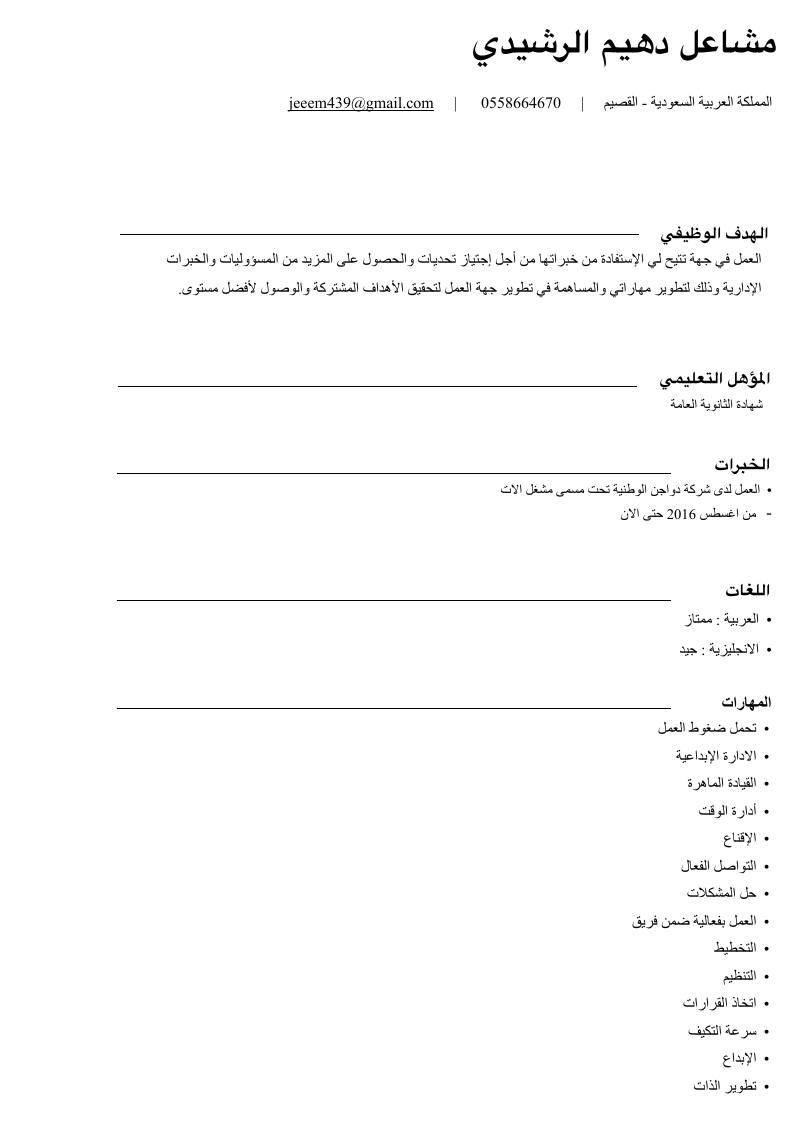 مشاعل دهيم الرشيدي
المملكة العربية السعودية - القصيم | 0558664670 | jeeem439@gmail.com
الهدف الوظيفي
العمل في جهة تتيح لي الإستفادة من خبراتها من أجل إجتياز تحديات والحصول على المزيد من المسؤوليات والخبرات
الإدارية وذلك لتطوير مهاراتي والمساهمة في تطوير جهة العمل لتحقيق الأهداف المشتركة والوصول لأفضل مستوى.
المؤهل التعليمي
شهادة الثانوية العامة
الخبرات
• العمل لدى شركة دواجن الوطنية تحت مسمى مشغل الات
- من اغسطس 2016 حتى الان
اللغات
• العربية : ممتاز
• الانجليزية : جيد
المهارات
• تحمل ضغوط العمل
• الادارة الإبداعية
• القيادة الماهرة
• أدارة الوقت
• الإقناع
• التواصل الفعال
• حل المشكلات
• العمل بفعالية ضمن فريق
• التخطيط
• التنظيم
• اتخاذ القرارات
• سرعة التكيف
• الإبداع
• تطوير الذات